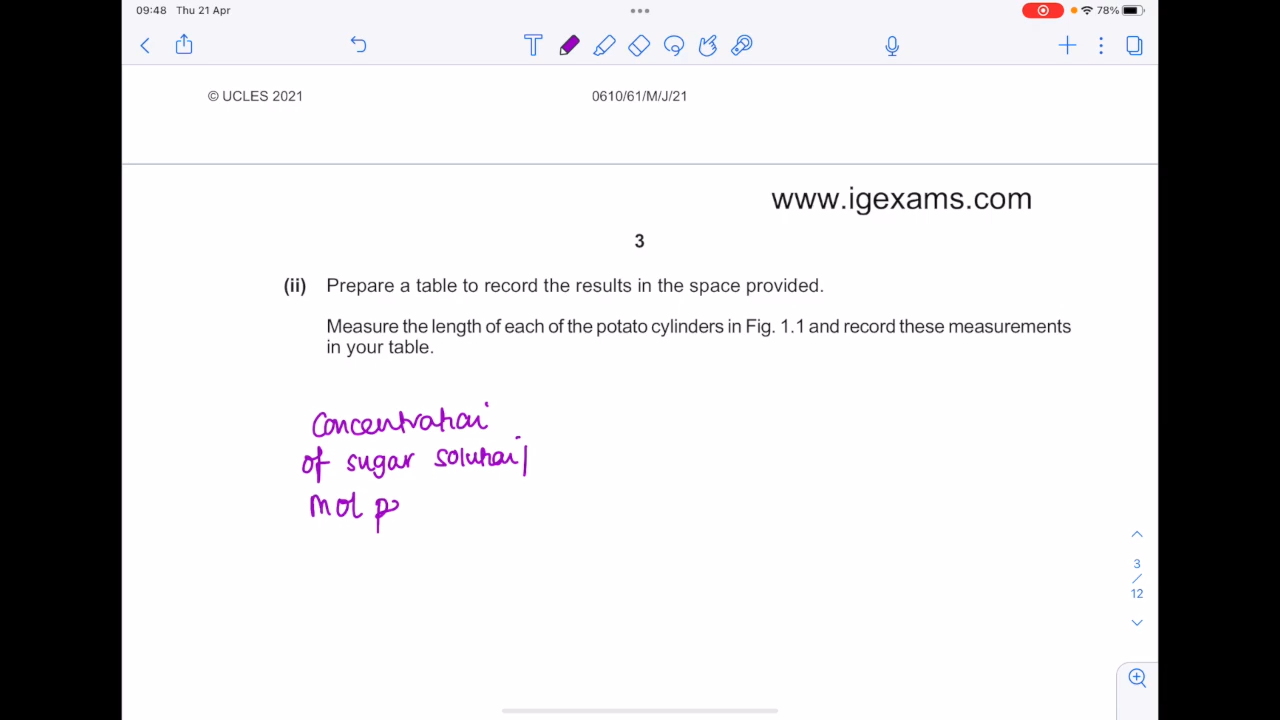 09:48 Thu 21 Apr
78%
© UCLES 2021
0610/61/M/J/21
www.igexams.com
3
(ii) Prepare a table to record the results in the space provided.
Measure the length of each of the potato cylinders in Fig. 1.1 and record these measurements
in your table.
Concentration
of sugar solution /
mol p
3
/
12